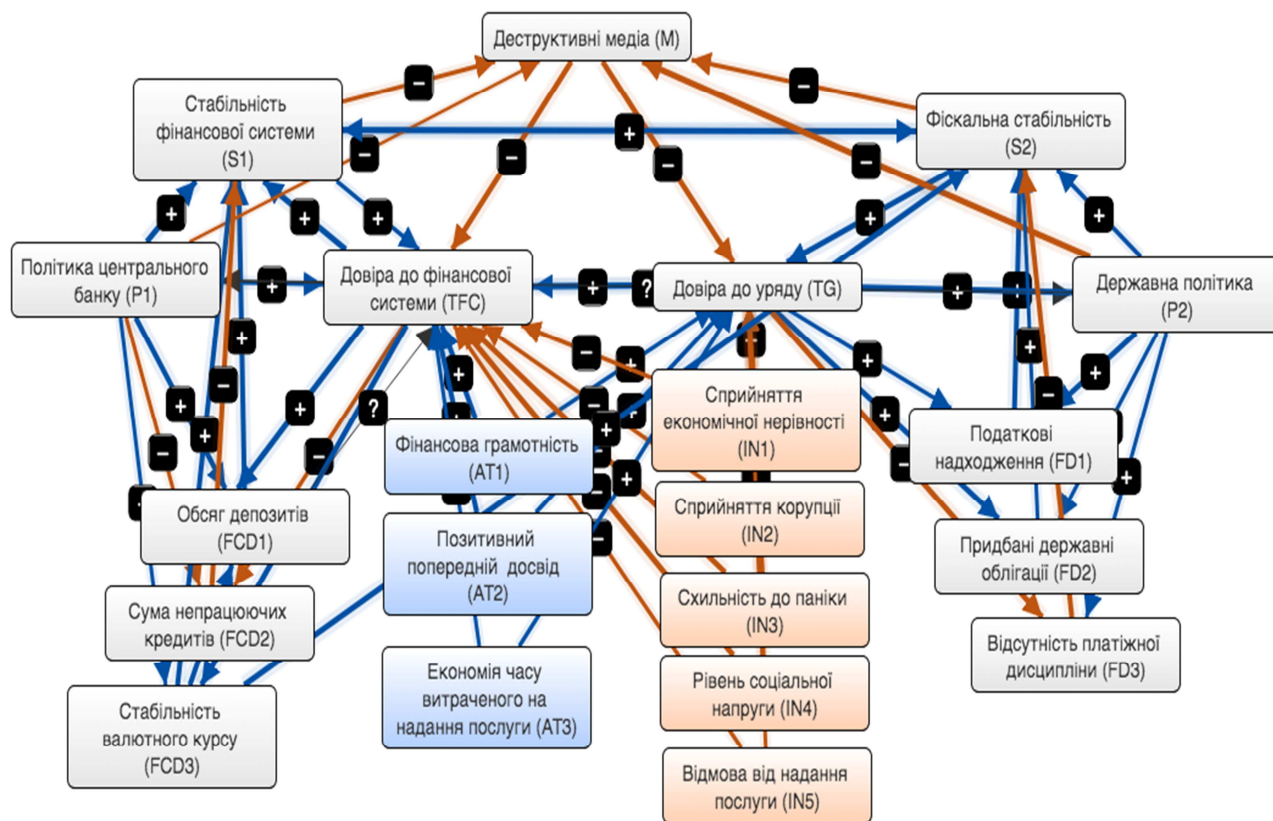 Деструктивні медіа (M)
Стабільність
фінансової системи
(S1)
Фіскальна стабільність
(S2)
Політика центрального
банку (P1)
Довіра до фінансової
системи (TFC)
Довіра до уряду (TG)
Державна політика
(P2)
Сприйняття
економічної нерівності
(IN1)
Фінансова грамотність
(AT1)
Податкові
надходження (FD1)
Обсяг депозитів
(FCD1)
Позитивний
попередній досвід
(AT2)
Сприйняття корупції
(IN2)
Придбані державні
облігації (FD2)
Сума непрацюючих
кредитів (FCD2)
Схильність до паніки
(IN3)
Відсутність платіжної
дисципліни (FD3)
Економія часу
витраченого на
надання послуги (AT3)
Рівень соціальної
напруги (IN4)
Стабільність
валютного курсу
(FCD3)
Відмова від надання
послуги (IN5)